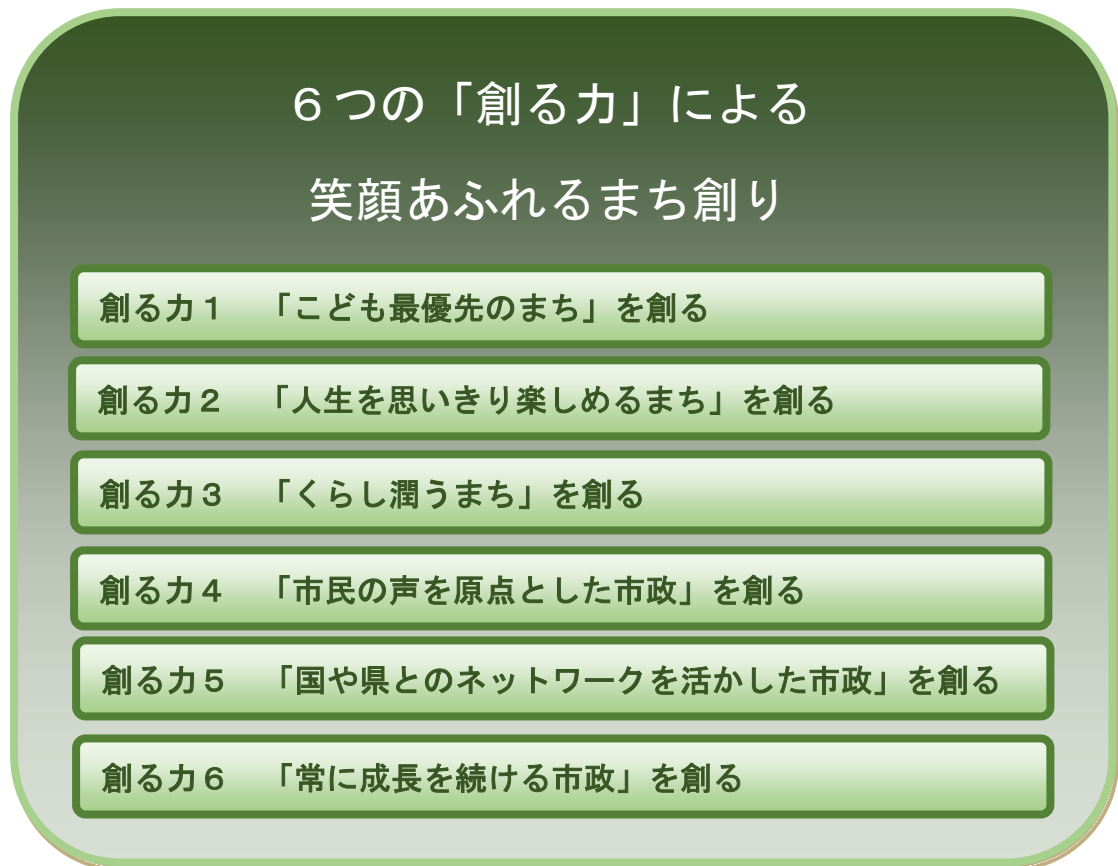 ６つの「創る力」による
笑顔あふれるまち創り
創る力１　「こども最優先のまち」を創る
創る力２　「人生を思いきり楽しめるまち」を創る
創る力３　「くらし潤うまち」を創る
創る力４　「市民の声を原点とした市政」を創る
創る力５　「国や県とのネットワークを活かした市政」を創る
創る力６　「常に成長を続ける市政」を創る